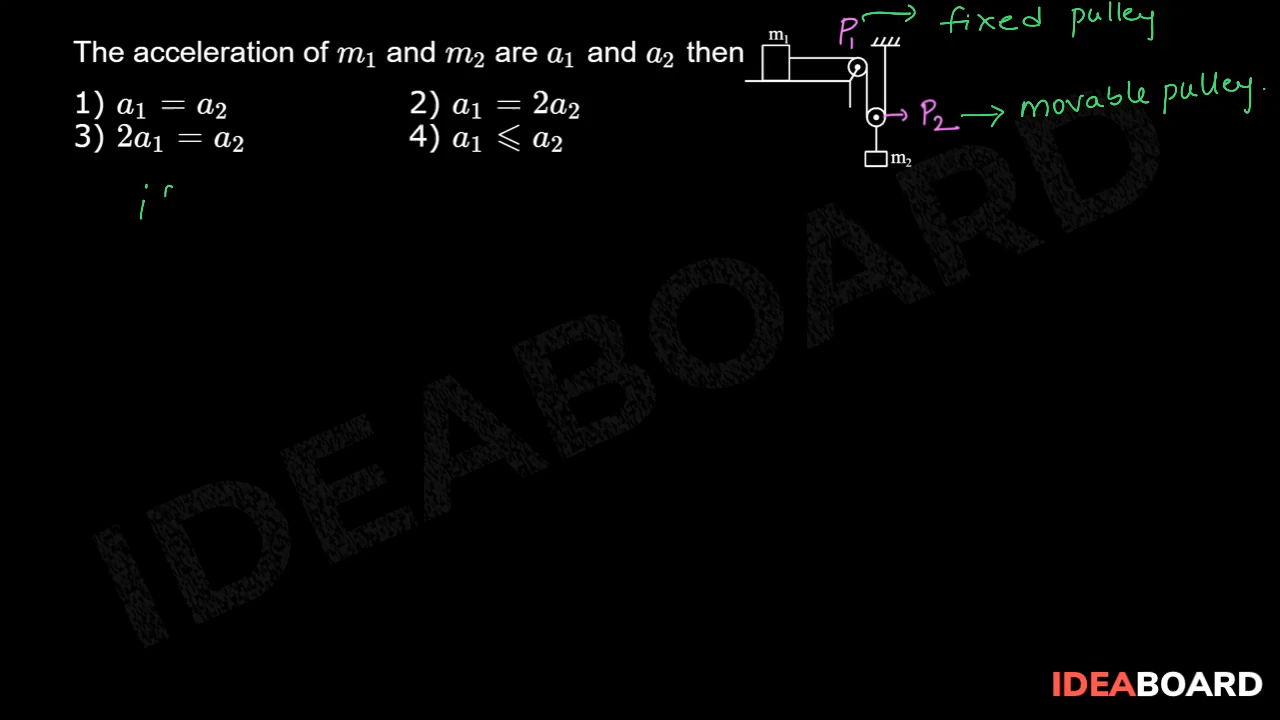 P1 → fixed pulley
The acceleration of m₁ and m₂ are a₁ and a₂ then
m₁
1) a₁ = a₂ 2) a₁ = 2a₂
P2 → movable pulley.
3) 2a₁ = a₂ 4) a₁ ⩽ a₂
m₂
IDEABOARD
IDEABOARD